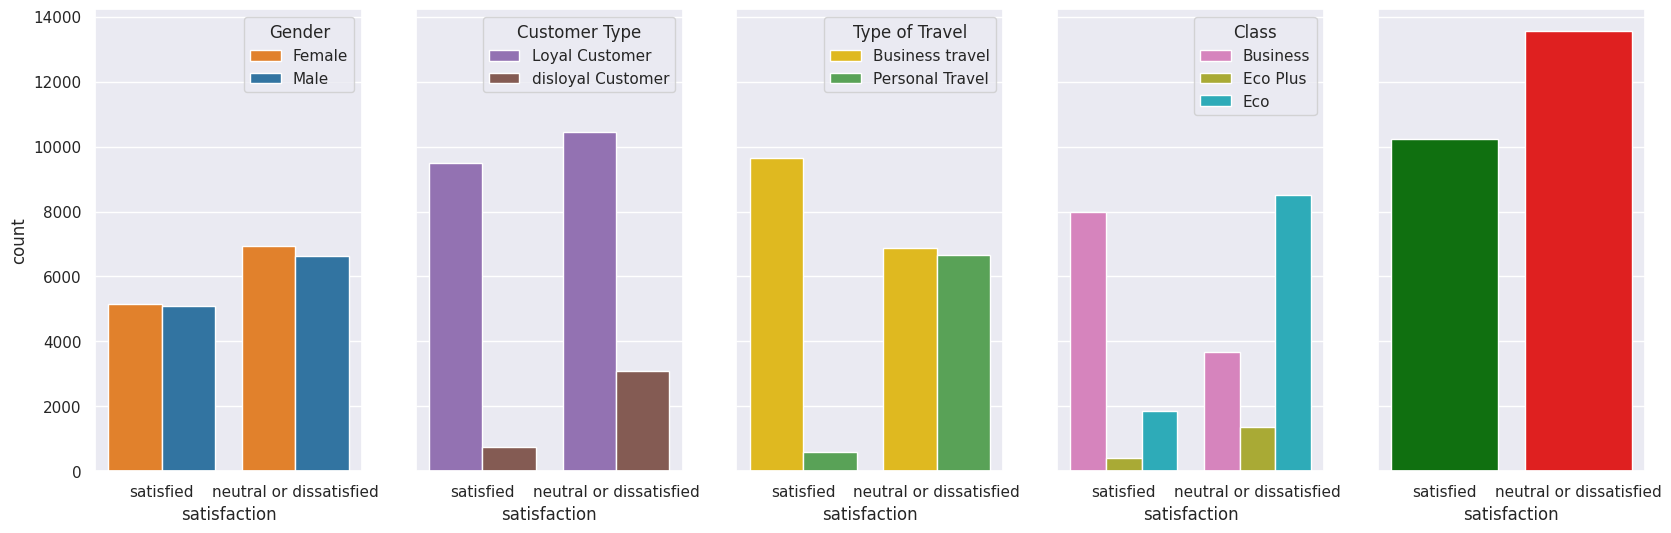 14000
12000
10000
8000
6000
4000
2000
0
count
Gender
Female
Male
satisfied
neutral or dissatisfied
satisfaction
Customer Type
Loyal Customer
disloyal Customer
satisfied
neutral or dissatisfied
satisfaction
Type of Travel
Business travel
Personal Travel
satisfied
neutral or dissatisfied
satisfaction
Class
Business
Eco Plus
Eco
satisfied
neutral or dissatisfied
satisfaction
satisfied
neutral or dissatisfied
satisfaction